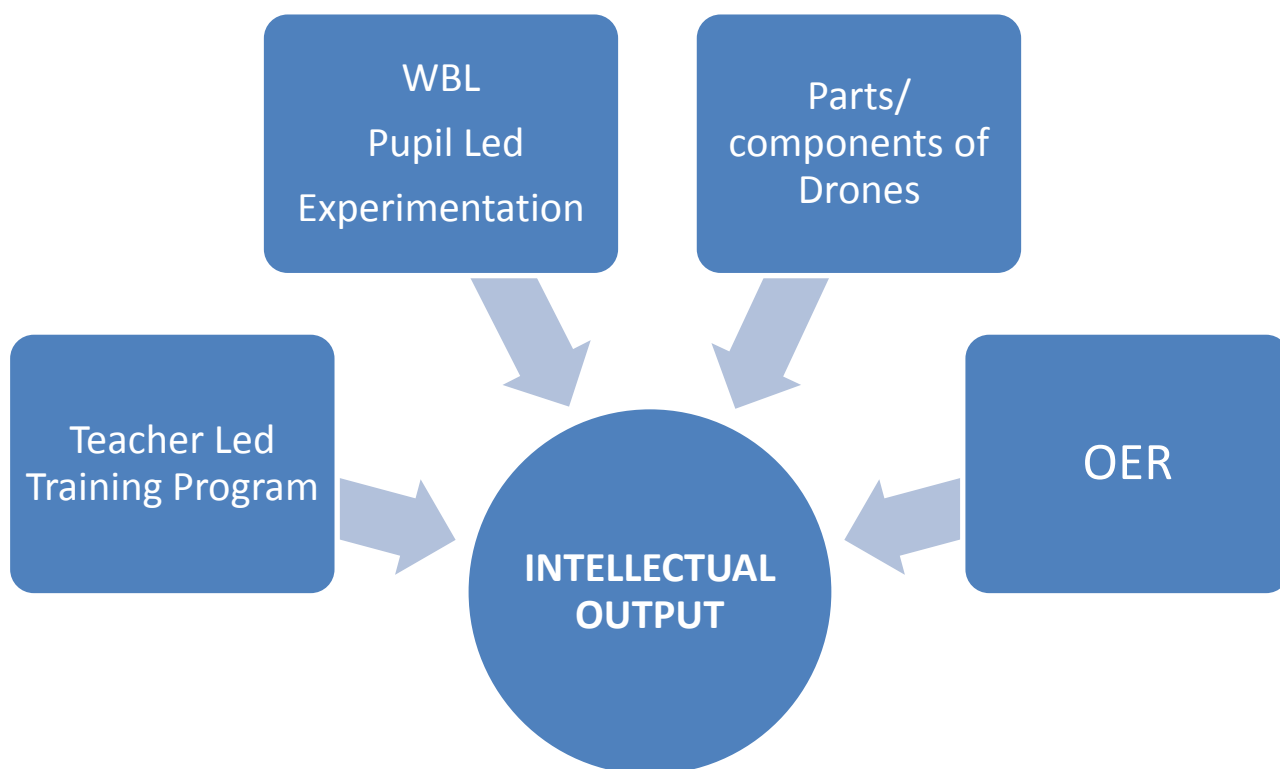 WBL
Pupil Led
Experimentation
Parts/
components of
Drones
Teacher Led
Training Program
OER
INTELLECTUAL
OUTPUT